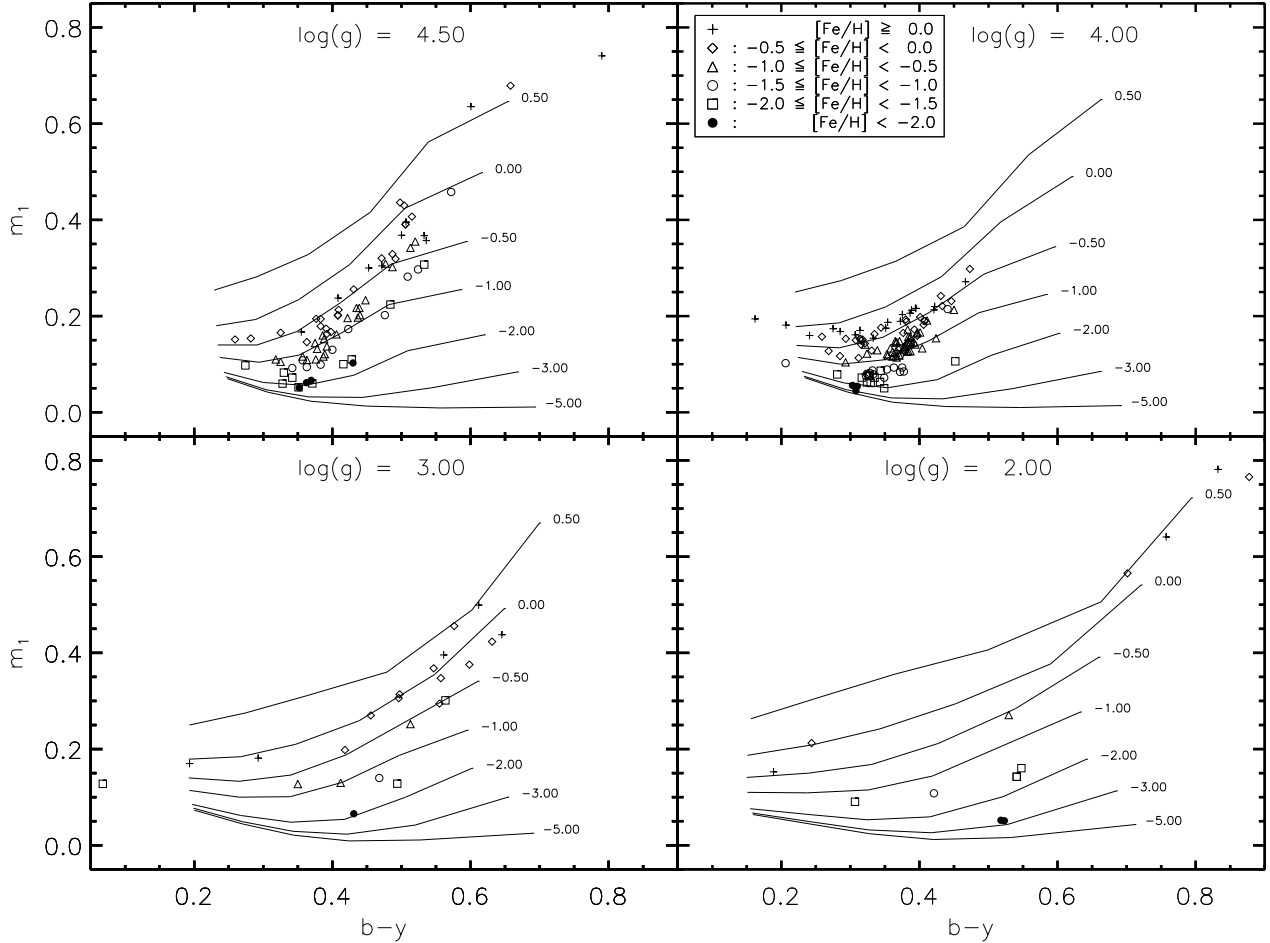 log(g) = 4.50
0.50
0.00
−0.50
−1.00
−2.00
−3.00
−5.00
0.8
0.6
0.4
0.2
0.0
m1
log(g) = 4.00
+ [Fe/H] ≧ 0.0
◇ : −0.5 ≦ [Fe/H] < 0.0
△ : −1.0 ≦ [Fe/H] < −0.5
○ : −1.5 ≦ [Fe/H] < −1.0
□ : −2.0 ≦ [Fe/H] < −1.5
● : [Fe/H] < −2.0
0.50
0.00
−0.50
−1.00
−2.00
−3.00
−5.00
log(g) = 3.00
0.50
0.00
−0.50
−1.00
−2.00
−3.00
−5.00
0.8
0.6
0.4
0.2
0.0
m1
0.2 0.4 0.6 0.8
b−y
log(g) = 2.00
0.50
0.00
−0.50
−1.00
−2.00
−3.00
−5.00
0.2 0.4 0.6 0.8
b−y